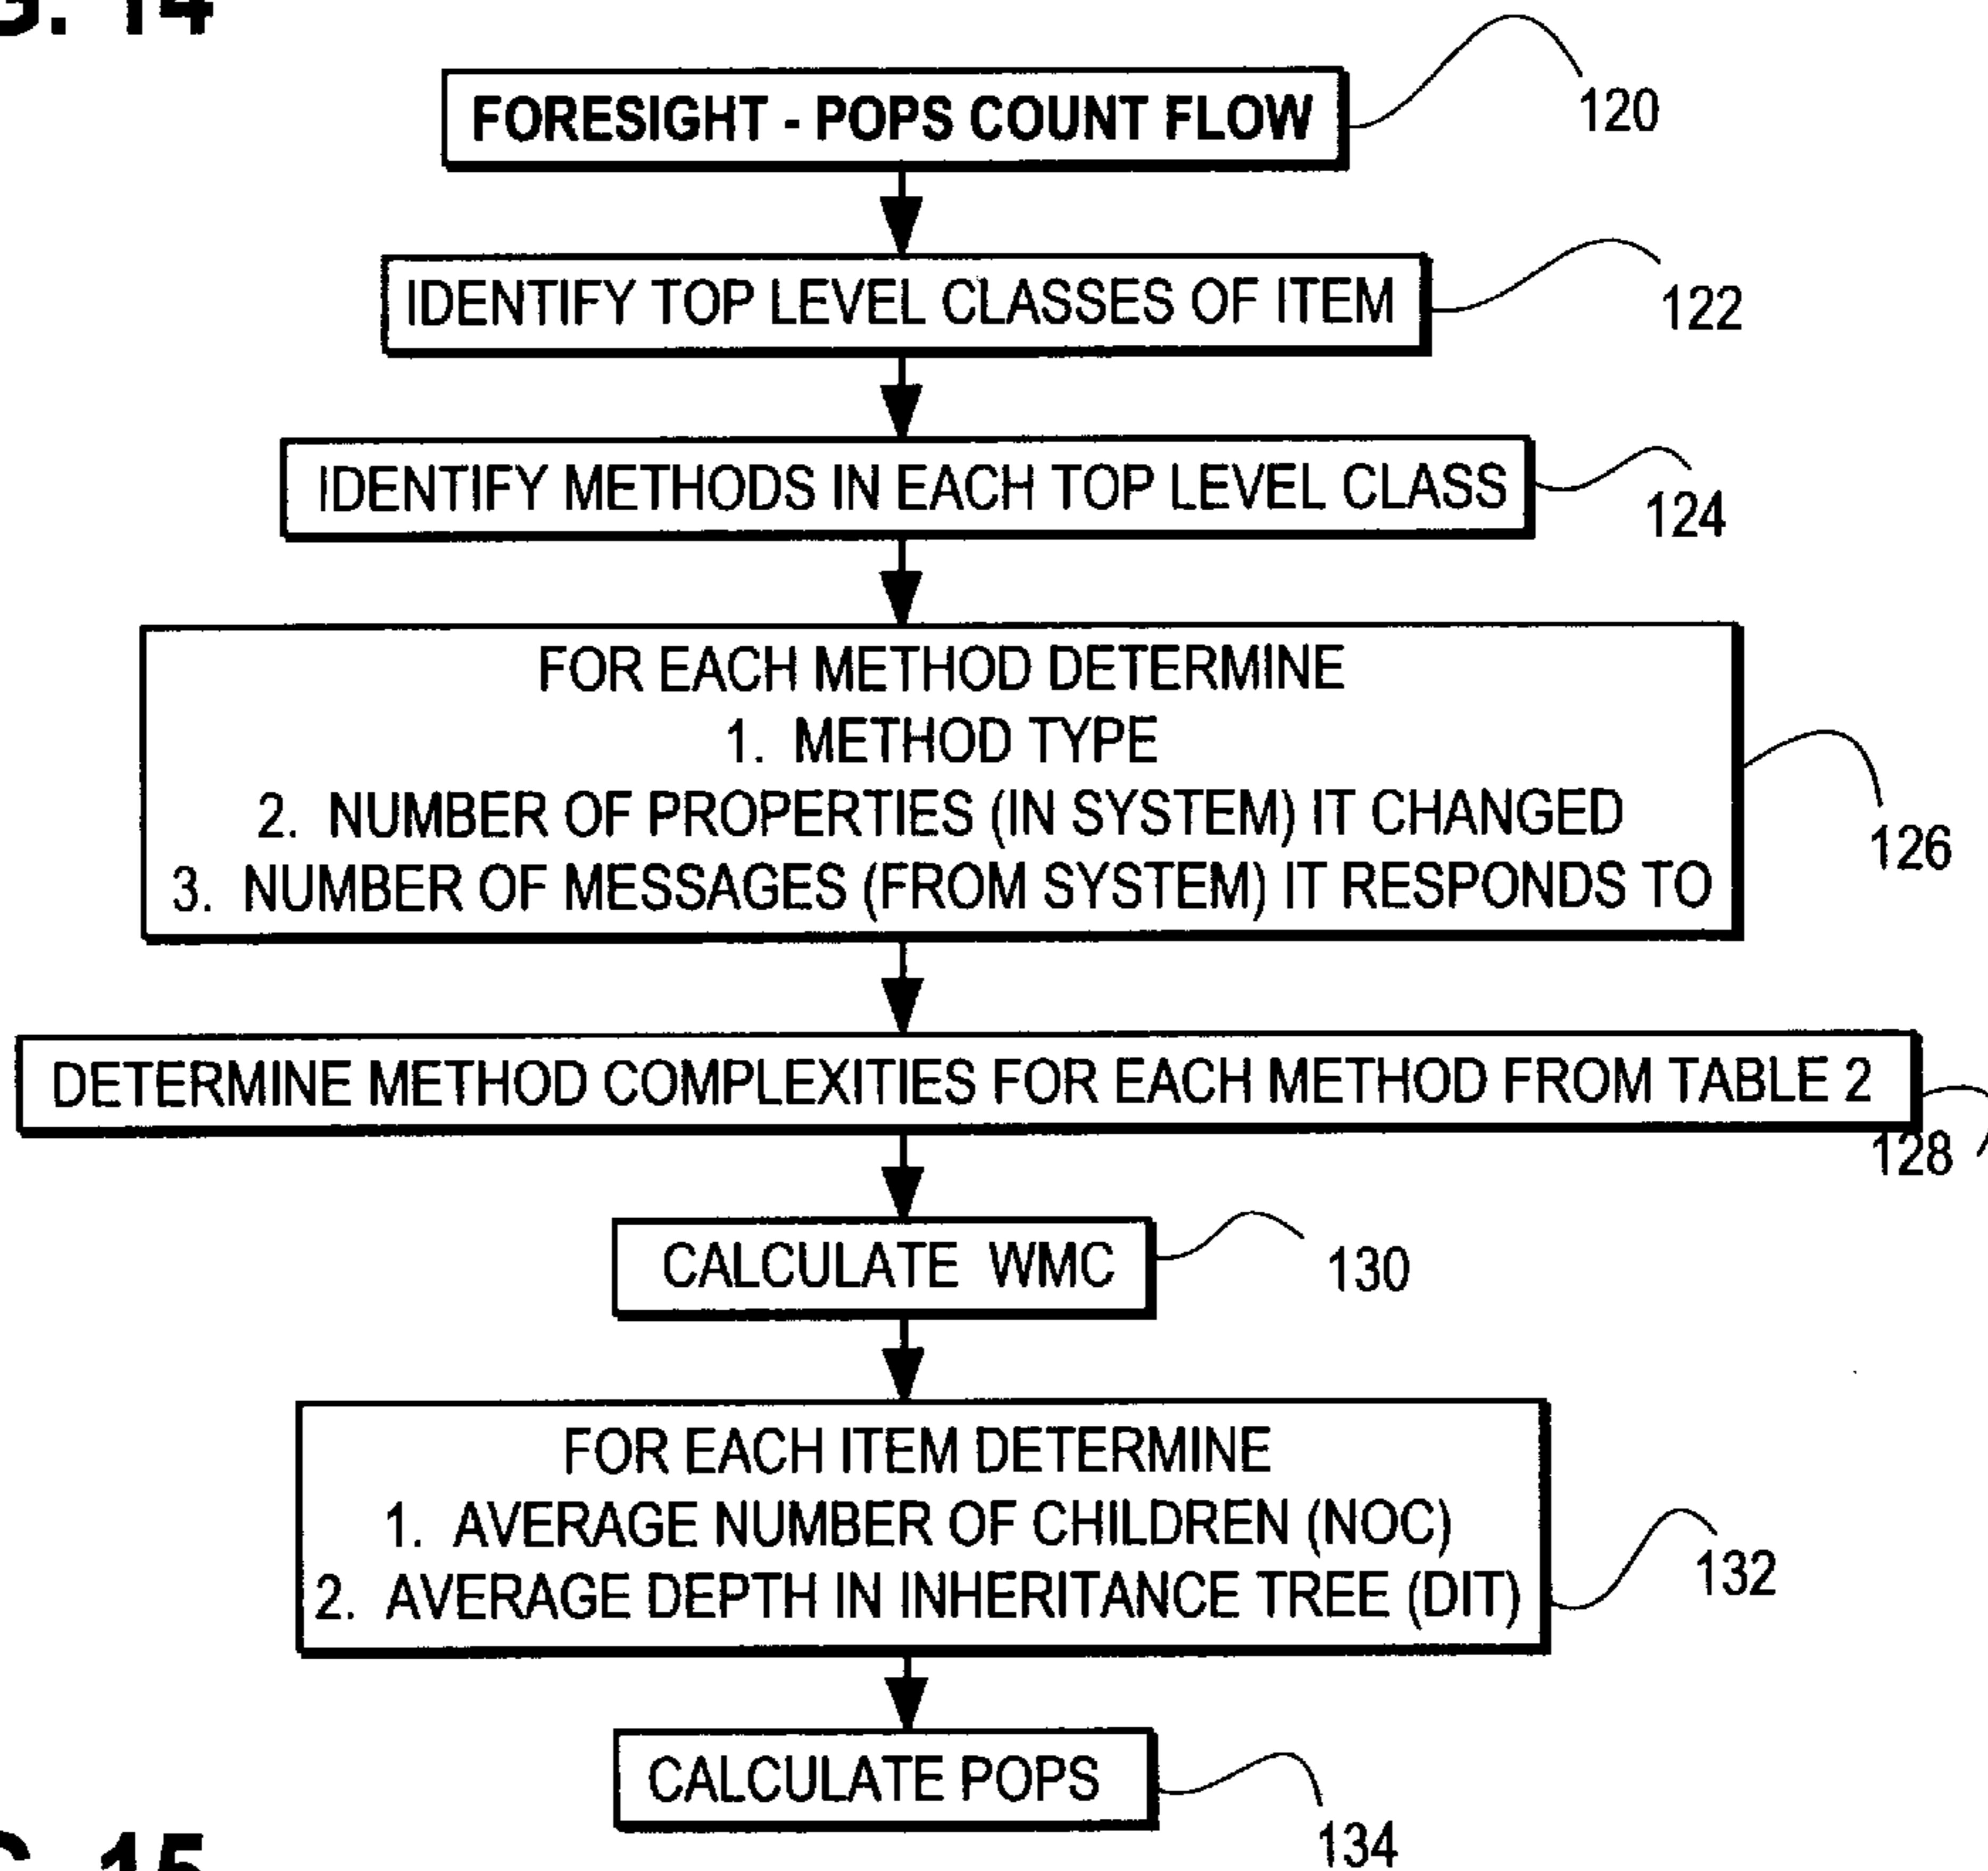 G. 14
FORESIGHT - POPS COUNT FLOW
120
IDENTIFY TOP LEVEL CLASSES OF ITEM
122
IDENTIFY METHODS IN EACH TOP LEVEL CLASS
124
FOR EACH METHOD DETERMINE
1. METHOD TYPE
2. NUMBER OF PROPERTIES (IN SYSTEM) IT CHANGED
3. NUMBER OF MESSAGES (FROM SYSTEM) IT RESPONDS TO
126
DETERMINE METHOD COMPLEXITIES FOR EACH METHOD FROM TABLE 2
128
CALCULATE WMC
130
FOR EACH ITEM DETERMINE
1. AVERAGE NUMBER OF CHILDREN (NOC)
2. AVERAGE DEPTH IN INHERITANCE TREE (DIT)
132
CALCULATE POPS
134
G. 15